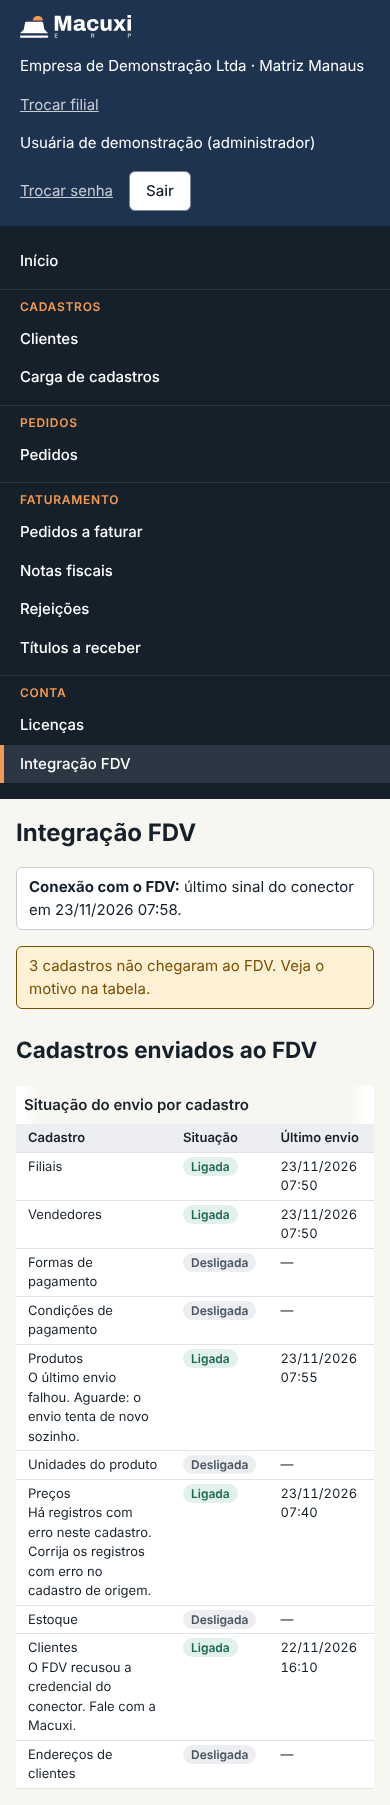 Macuxi
E R P
Empresa de Demonstração Ltda · Matriz Manaus
Trocar filial
Usuária de demonstração (administrador)
Trocar senha
Sair
Início
CADASTROS
Clientes
Carga de cadastros
PEDIDOS
Pedidos
FATURAMENTO
Pedidos a faturar
Notas fiscais
Rejeições
Títulos a receber
CONTA
Licenças
Integração FDV
Integração FDV
Conexão com o FDV: último sinal do conector
em 23/11/2026 07:58.
3 cadastros não chegaram ao FDV. Veja o
motivo na tabela.
Cadastros enviados ao FDV
Situação do envio por cadastro
Cadastro Situação Último envio
Filiais Ligada 23/11/2026
07:50
Vendedores Ligada 23/11/2026
07:50
Formas de Desligada —
pagamento
Condições de Desligada —
pagamento
Produtos Ligada 23/11/2026
O último envio 07:55
falhou. Aguarde: o
envio tenta de novo
sozinho.
Unidades do produto Desligada —
Preços Ligada 23/11/2026
Há registros com 07:40
erro neste cadastro.
Corrija os registros
com erro no
cadastro de origem.
Estoque Desligada —
Clientes Ligada 22/11/2026
O FDV recusou a 16:10
credencial do
conector. Fale com a
Macuxi.
Endereços de Desligada —
clientes